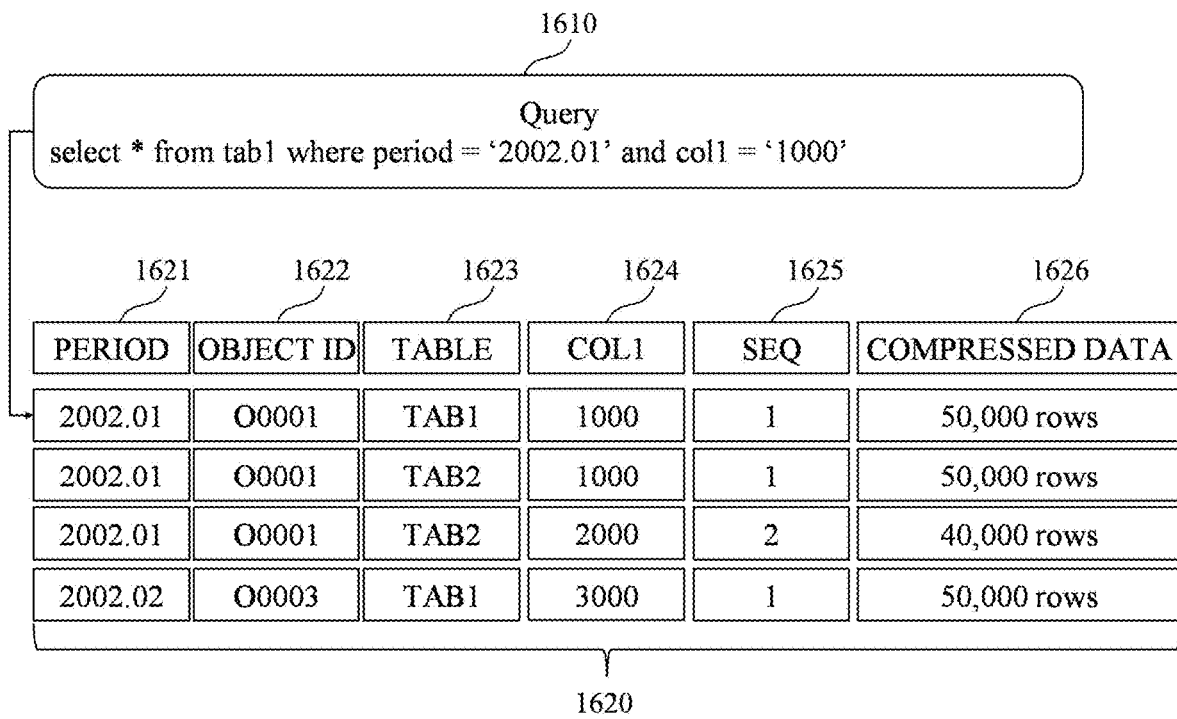 1610
Query
select * from tab1 where period = ‘2002.01’ and col1 = ‘1000’
1621 1622 1623 1624 1625 1626
PERIOD OBJECT ID TABLE COL1 SEQ COMPRESSED DATA
2002.01 O0001 TAB1 1000 1 50,000 rows
2002.01 O0001 TAB2 1000 1 50,000 rows
2002.01 O0001 TAB2 2000 2 40,000 rows
2002.02 O0003 TAB1 3000 1 50,000 rows
1620